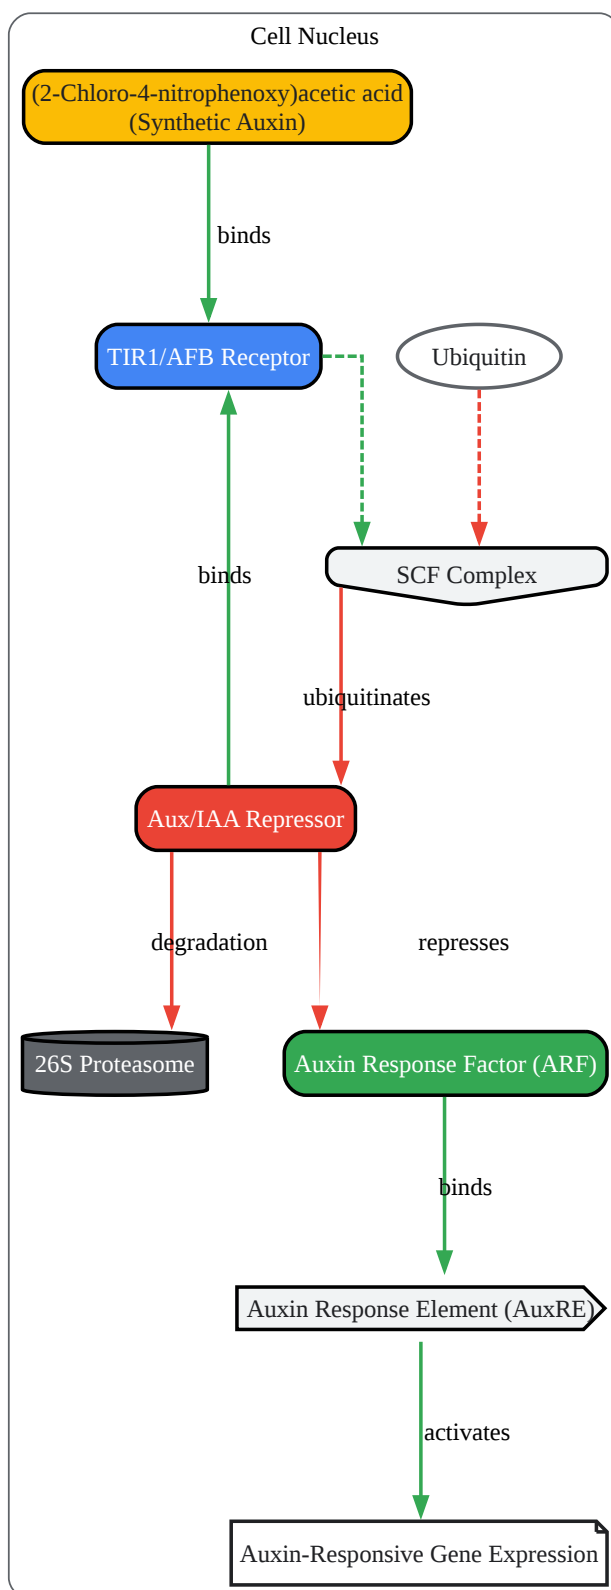 Cell Nucleus
(2-Chloro-4-nitrophenoxy)acetic acid
(Synthetic Auxin)
binds
TIR1/AFB Receptor
Ubiquitin
binds
SCF Complex
ubiquitinates
Aux/IAA Repressor
degradation
represses
26S Proteasome
Auxin Response Factor (ARF)
binds
Auxin Response Element (AuxRE)
activates
Auxin-Responsive Gene Expression